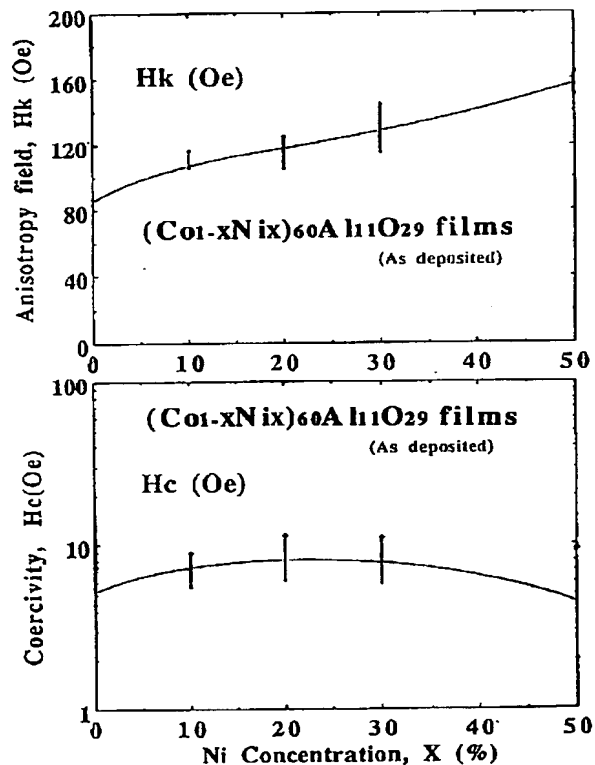 200
160
120
80
40
0
Anisotropy field, Hk (Oe)
Hk (Oe)
(Co1-xNix)60Al11O29 films
(As deposited)
0 10 20 30 40 50
100
10
1
Coercivity, Hc(Oe)
(Co1-xNix)60Al11O29 films
(As deposited)
Hc (Oe)
0 10 20 30 40 50
Ni Concentration, X (%)